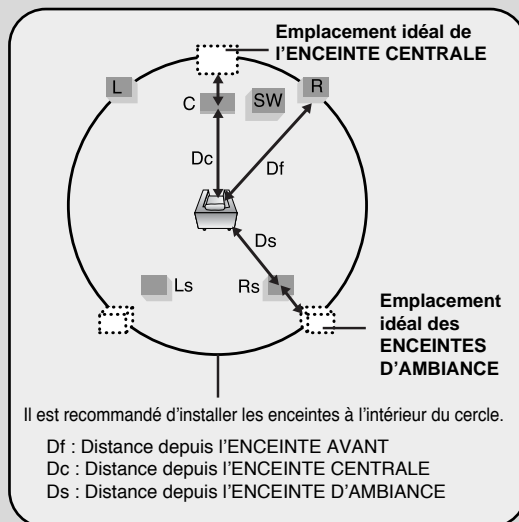 Emplacement idéal de
l'ENCEINTE CENTRALE
L
C
SW
R
Dc
Df
Ds
Ls
Rs
Emplacement
idéal des
ENCEINTES
D'AMBIANCE
Il est recommandé d'installer les enceintes à l'intérieur du cercle.
Df : Distance depuis l'ENCEINTE AVANT
Dc : Distance depuis l'ENCEINTE CENTRALE
Ds : Distance depuis l'ENCEINTE D'AMBIANCE